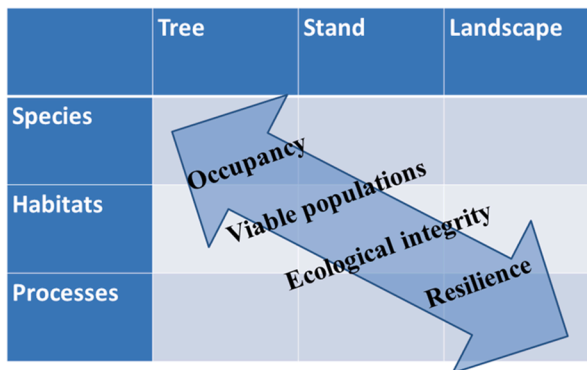 Tree Stand Landscape
Species
Occupancy
Habitats
Viable populations
Ecological integrity
Processes
Resilience